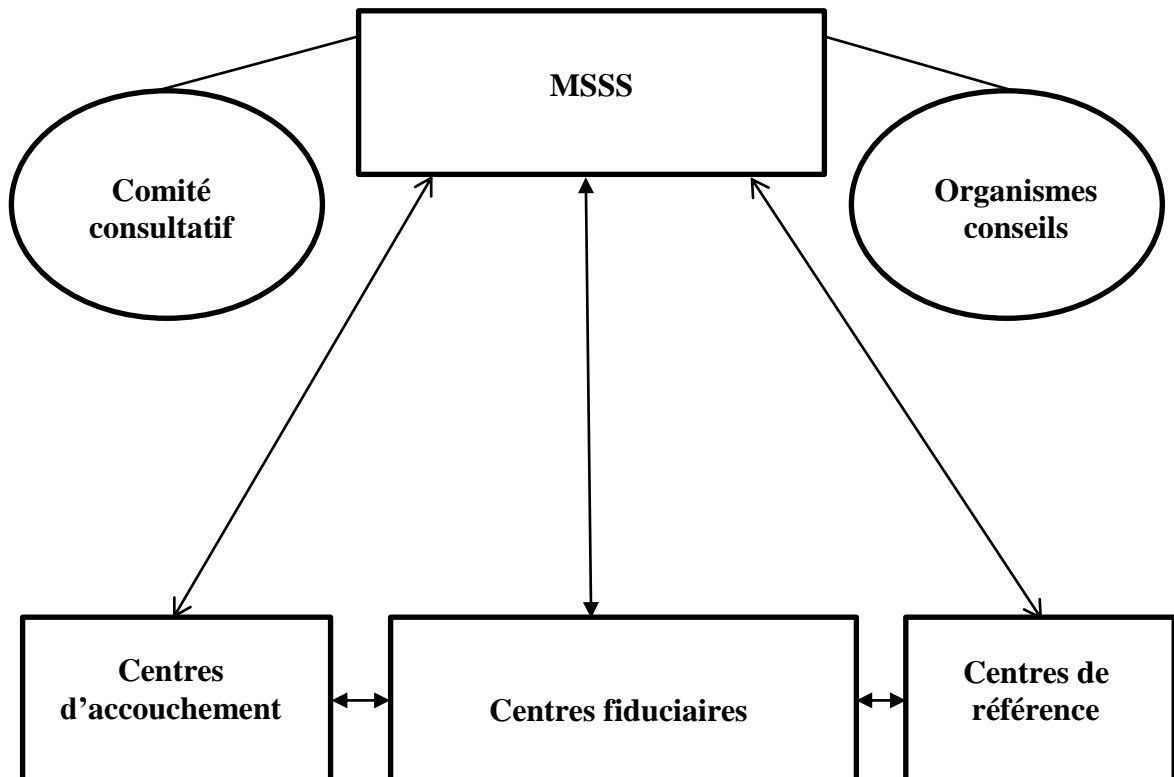 MSSS
Comité
consultatif
Organismes
conseils
Centres
d’accouchement
Centres fiduciaires
Centres de
référence